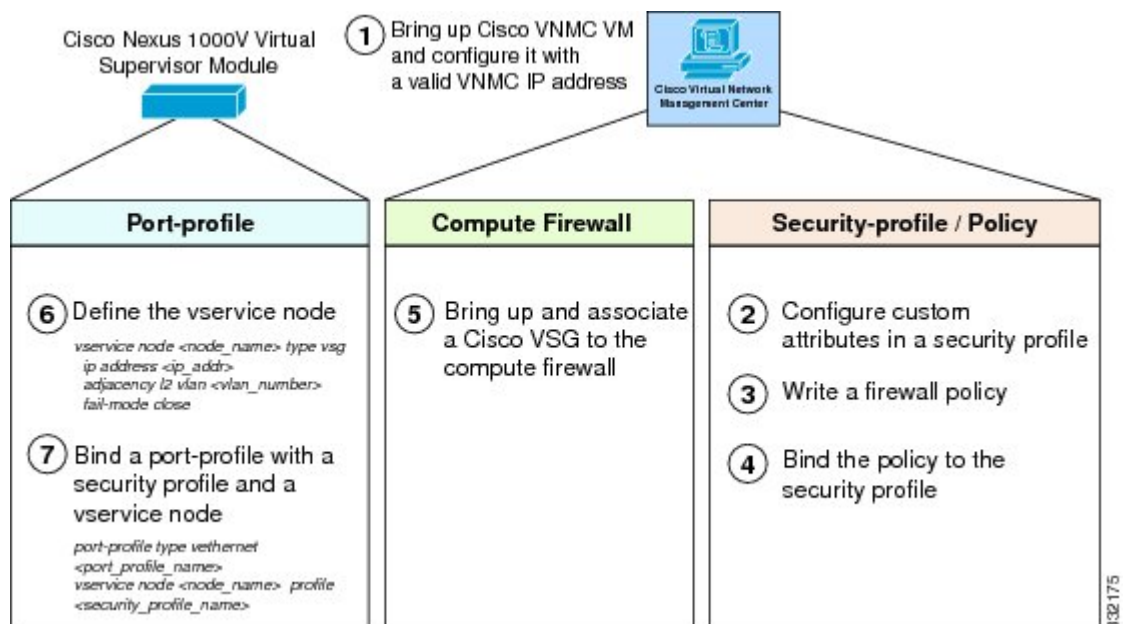 Cisco Nexus 1000V Virtual
Supervisor Module
1 Bring up Cisco VNMC VM
and configure it with
a valid VNMC IP address
Cisco Virtual Network
Management Center
Port-profile
6 Define the vservice node
vservice node <node_name> type vsg
ip address <ip_addr>
adjacency l2 vlan <vlan_number>
fail-mode close
7 Bind a port-profile with a
security profile and a
vservice node
port-profile type vethernet
<port_profile_name>
vservice node <node_name> profile
<security_profile_name>
Compute Firewall
5 Bring up and associate
a Cisco VSG to the
compute firewall
Security-profile / Policy
2 Configure custom
attributes in a security profile
3 Write a firewall policy
4 Bind the policy to the
security profile